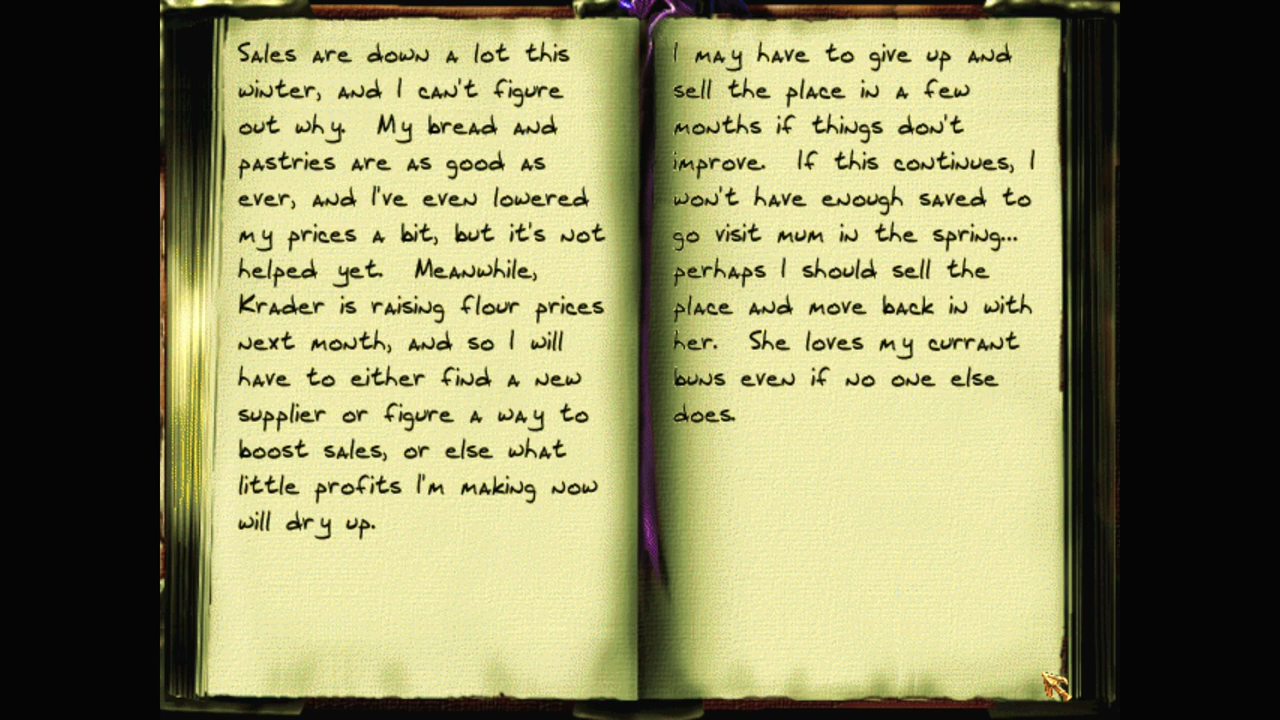 Sales are down a lot this
winter, and I can't figure
out why.  My bread and
pastries are as good as
ever, and I've even lowered
my prices a bit, but it's not
helped yet.  Meanwhile,
Krader is raising flour prices
next month, and so I will
have to either find a new
supplier or figure a way to
boost sales, or else what
little profits I'm making now
will dry up.
I may have to give up and
sell the place in a few
months if things don't
improve.  If this continues, I
won't have enough saved to
go visit mum in the spring...
perhaps I should sell the
place and move back in with
her.  She loves my currant
buns even if no one else
does.